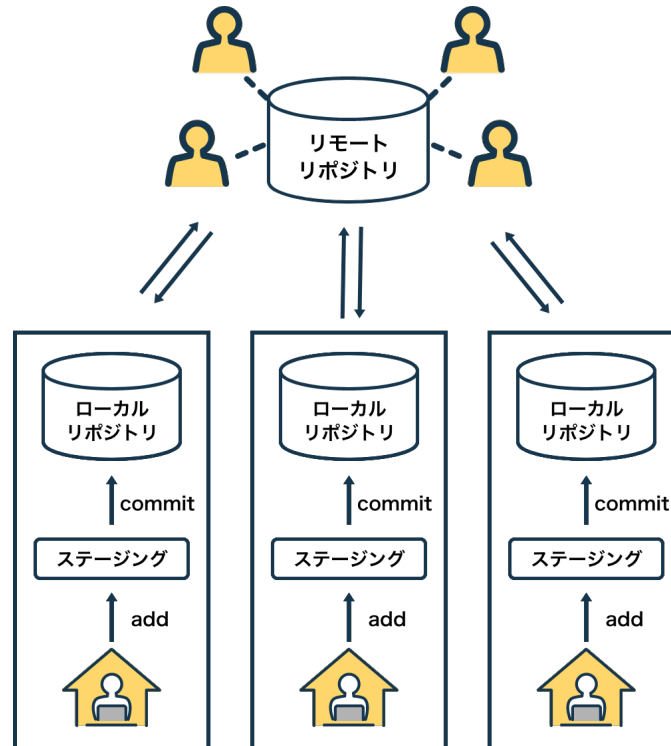 リモート
リポジトリ
ローカル
リポジトリ
commit
ステージング
add
ローカル
リポジトリ
commit
ステージング
add
ローカル
リポジトリ
commit
ステージング
add